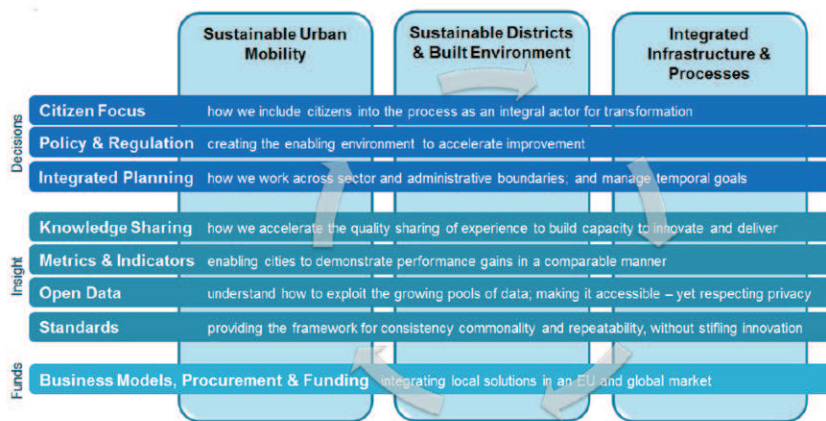 Sustainable Urban
Mobility
Sustainable Districts
& Built Environment
Integrated
Infrastructure &
Processes
Decisions
Citizen Focus how we include citizens into the process as an integral actor for transformation
Policy & Regulation creating the enabling environment to accelerate improvement
Integrated Planning how we work across sector and administrative boundaries; and manage temporal goals
Insight
Knowledge Sharing how we accelerate the quality sharing of experience to build capacity to innovate and deliver
Metrics & Indicators enabling cities to demonstrate performance gains in a comparable manner
Open Data understand how to exploit the growing pools of data; making it accessible – yet respecting privacy
Standards providing the framework for consistency commonality and repeatability, without stifling innovation
Funds
Business Models, Procurement & Funding integrating local solutions in an EU and global market